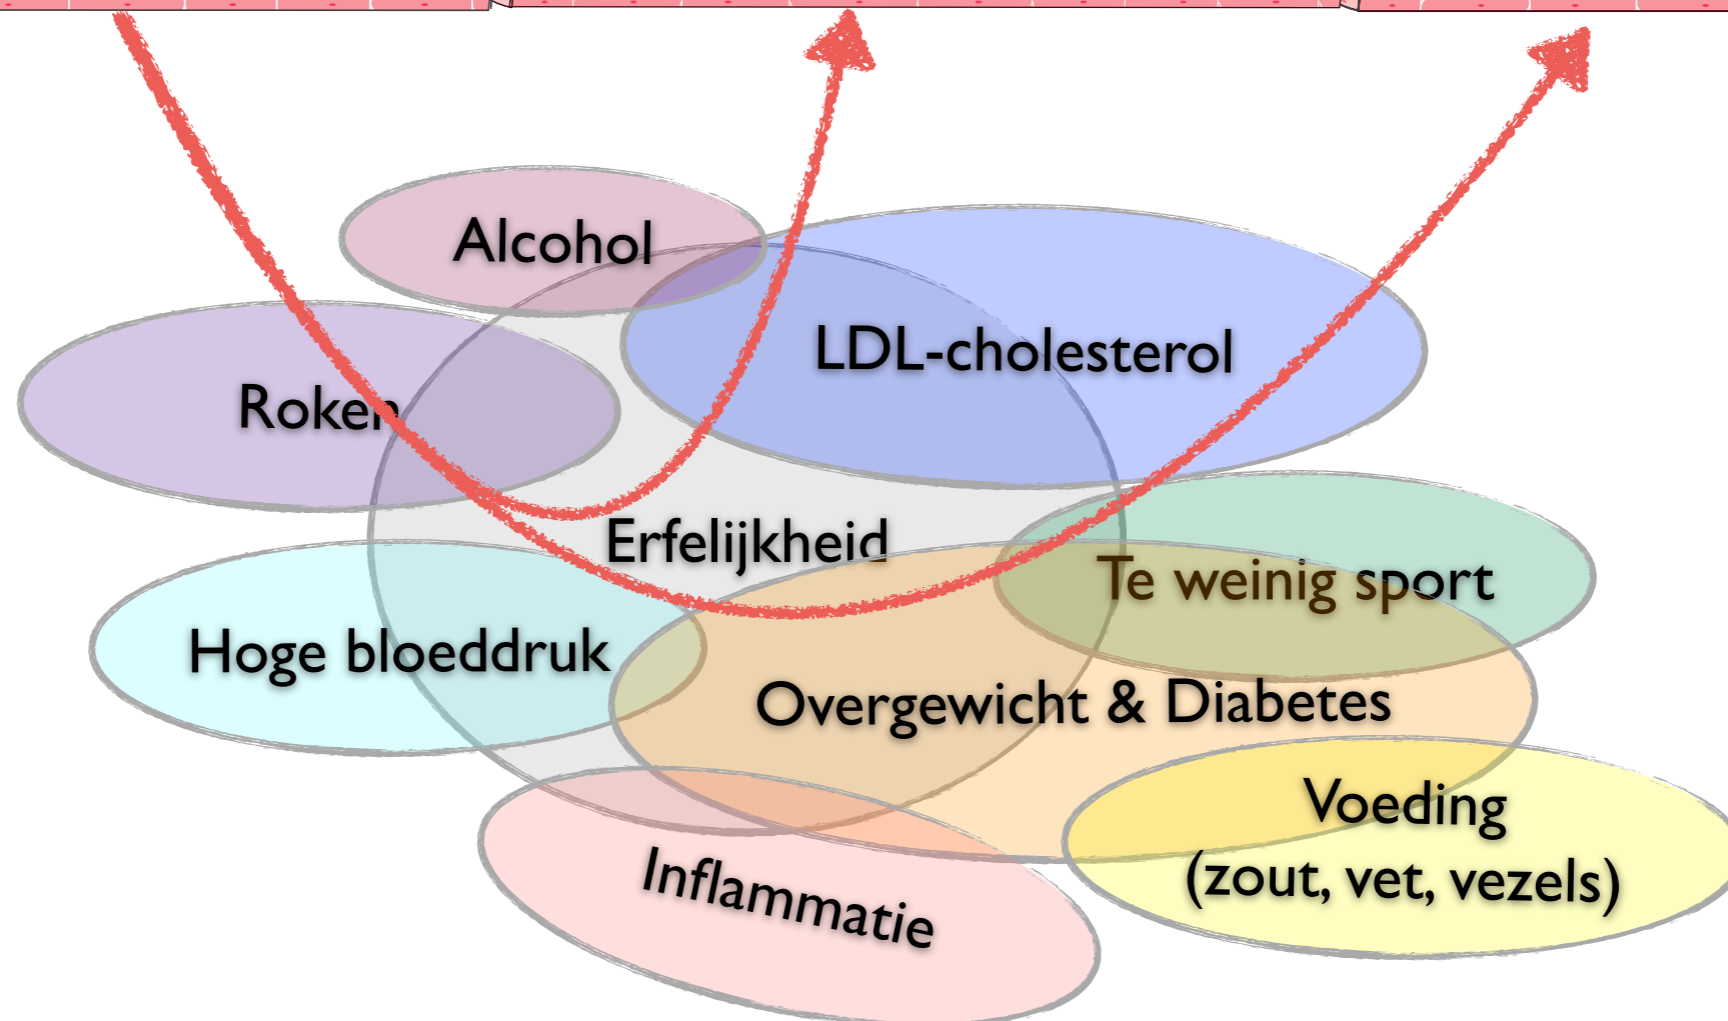 Alcohol
LDL-cholesterol
Roken
Erfelijkheid
Te weinig sport
Hoge bloeddruk
Overgewicht & Diabetes
Voeding
(zout, vet, vezels)
Inflammatie